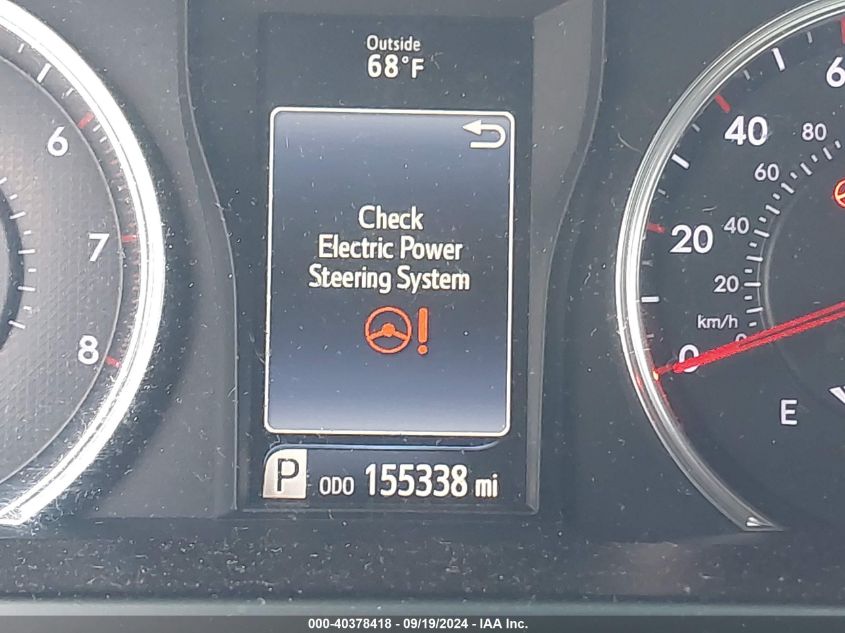 Outside
68°F
Check
Electric Power
Steering System
!
P ODO 155338 mi
6
7
8
0
20
40
6
km/h
20
40
60
80
E
000-40378418 - 09/19/2024 - IAA Inc.